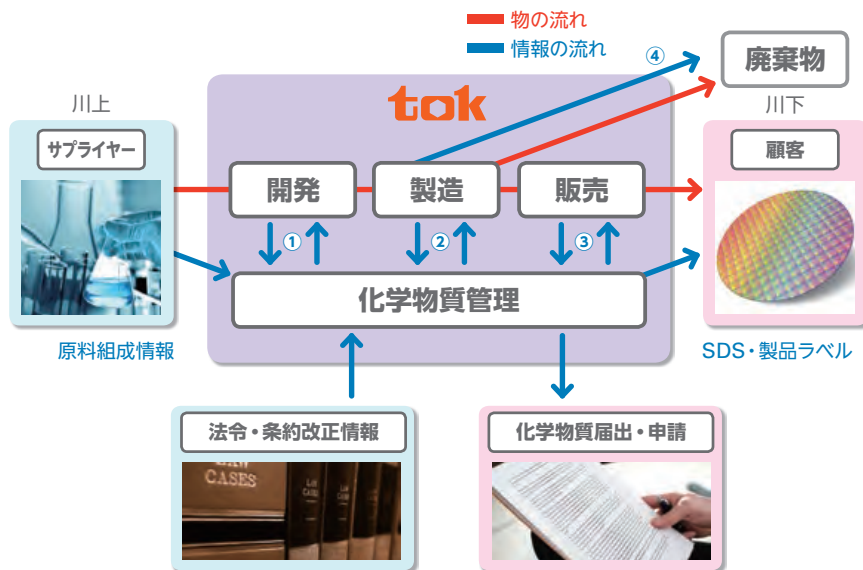 物の流れ
情報の流れ
④
廃棄物
tok
川上
川下
サプライヤー
顧客
開発
製造
販売
①
②
③
化学物質管理
原料組成情報
SDS・製品ラベル
法令・条約改正情報
化学物質届出・申請
LAW
CASES